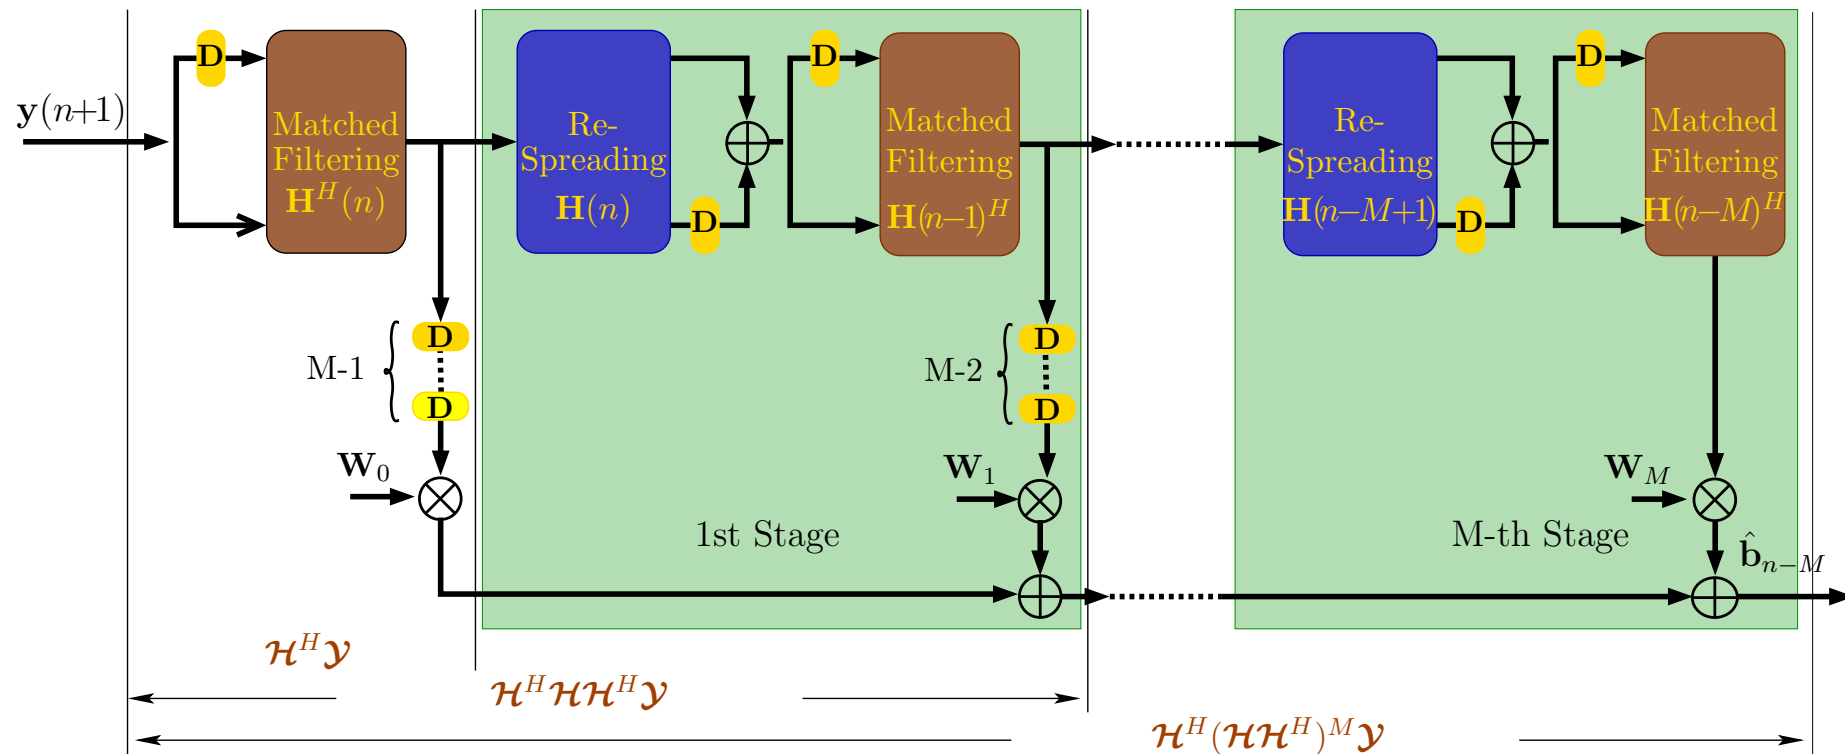 D
D
D
y(n+1)
Matched
Filtering
H^H(n)
Re-
Spreading
H(n)
D
Matched
Filtering
H(n−1)^H
Re-
Spreading
H(n−M+1)
D
Matched
Filtering
H(n−M)^H
M-1
D
D
M-2
D
D
W_0
W_1
W_M
1st Stage
M-th Stage
b̂_{n−M}
𝓗^H𝓨
𝓗^H𝓗𝓗^H𝓨
𝓗^H(𝓗𝓗^H)^M𝓨